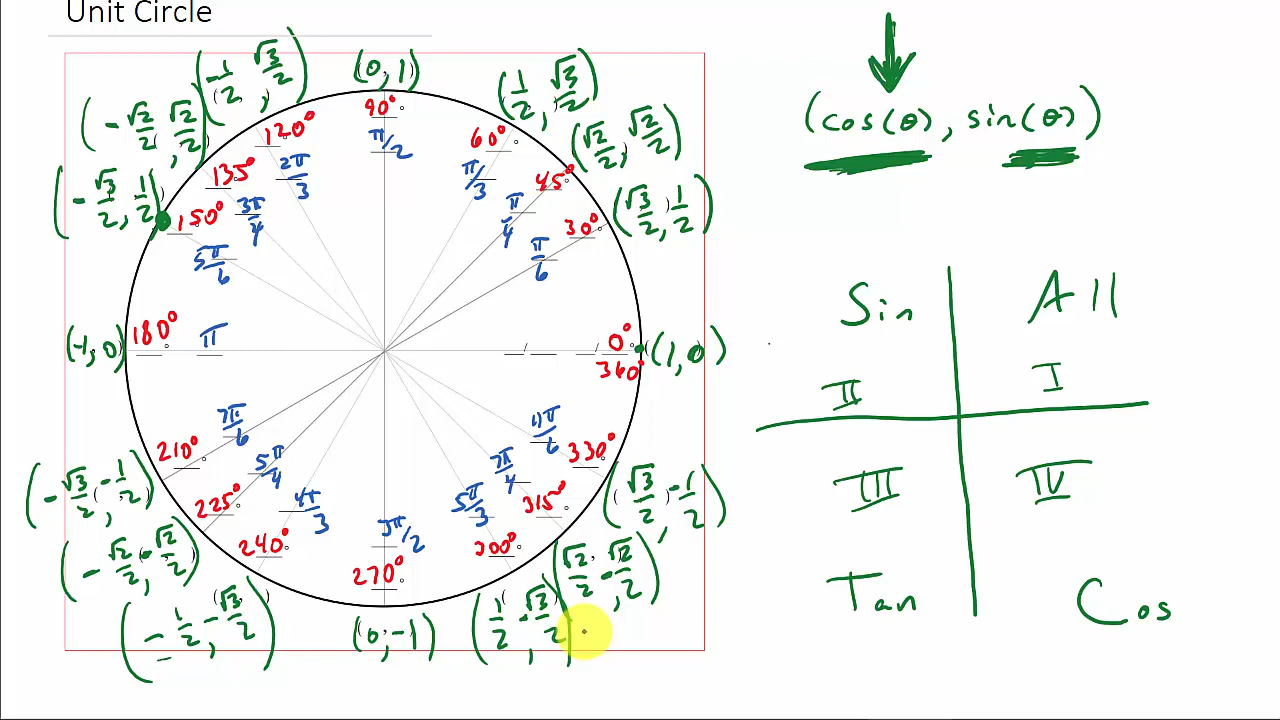 Unit Circle
(-1/2, √3/2)
(0, 1)
(1/2, √3/2)
(-√2/2, √2/2)
90°
π/2
120°
2π/3
60°
π/3
(√2/2, √2/2)
(cos(θ), sin(θ))
(-√3/2, 1/2)
135°
3π/4
45°
π/4
(√3/2, 1/2)
150°
5π/6
30°
π/6
Sin
All
(-1, 0)
180°
π
0°
360°
(1, 0)
II
I
210°
7π/6
11π/6
330°
(-√3/2, -1/2)
225°
5π/4
7π/4
315°
(√3/2, -1/2)
III
IV
240°
4π/3
3π/2
270°
5π/3
300°
(-√2/2, -√2/2)
(√2/2, -√2/2)
(-1/2, -√3/2)
(0, -1)
(1/2, -√3/2)
Tan
Cos